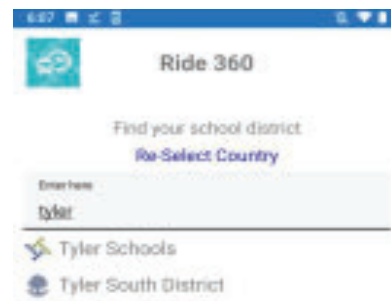 6:07
Ride 360
Find your school district
Re-Select Country
Enter here
tyler
Tyler Schools
Tyler South District